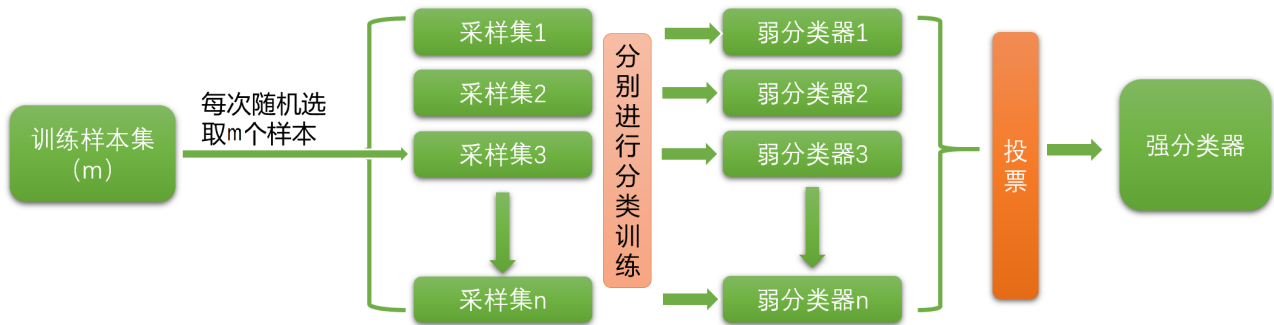 训练样本集
(m)
每次随机选
取m个样本
采样集1
采样集2
采样集3
采样集n
分别进行分类训练
弱分类器1
弱分类器2
弱分类器3
弱分类器n
投票
强分类器